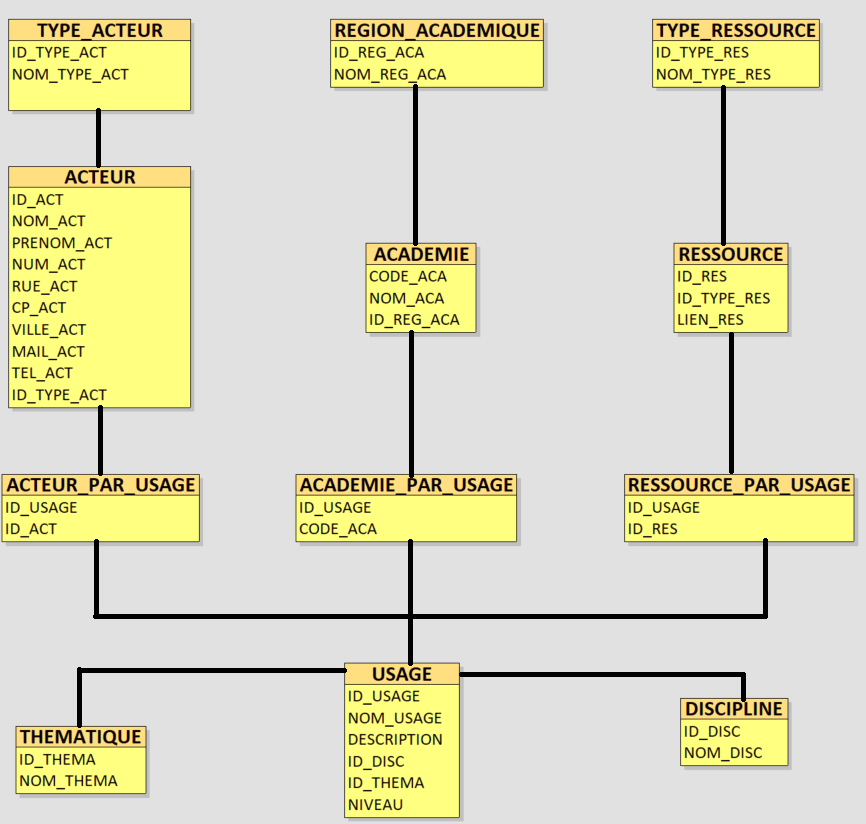 TYPE_ACTEUR
ID_TYPE_ACT
NOM_TYPE_ACT
REGION_ACADEMIQUE
ID_REG_ACA
NOM_REG_ACA
TYPE_RESSOURCE
ID_TYPE_RES
NOM_TYPE_RES
ACTEUR
ID_ACT
NOM_ACT
PRENOM_ACT
NUM_ACT
RUE_ACT
CP_ACT
VILLE_ACT
MAIL_ACT
TEL_ACT
ID_TYPE_ACT
ACADEMIE
CODE_ACA
NOM_ACA
ID_REG_ACA
RESSOURCE
ID_RES
ID_TYPE_RES
LIEN_RES
ACTEUR_PAR_USAGE
ID_USAGE
ID_ACT
ACADEMIE_PAR_USAGE
ID_USAGE
CODE_ACA
RESSOURCE_PAR_USAGE
ID_USAGE
ID_RES
THEMATIQUE
ID_THEMA
NOM_THEMA
USAGE
ID_USAGE
NOM_USAGE
DESCRIPTION
ID_DISC
ID_THEMA
NIVEAU
DISCIPLINE
ID_DISC
NOM_DISC